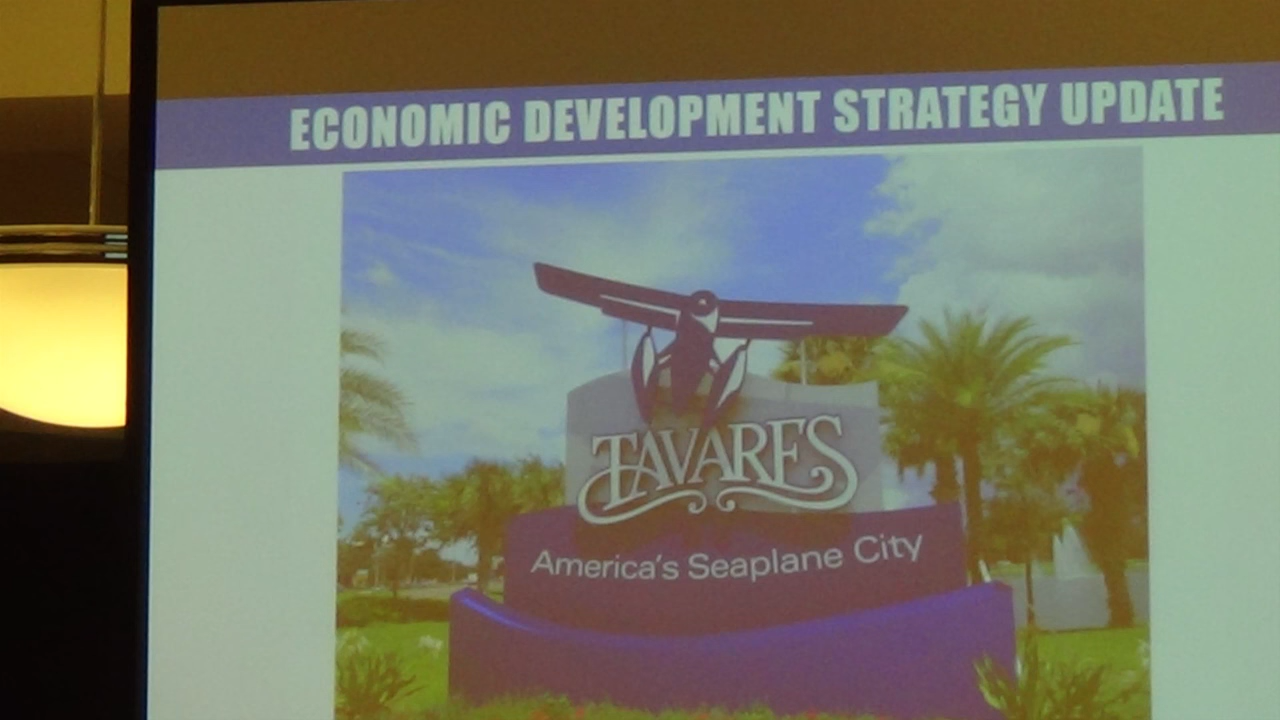 ECONOMIC DEVELOPMENT STRATEGY UPDATE
TAVARES
America's Seaplane City